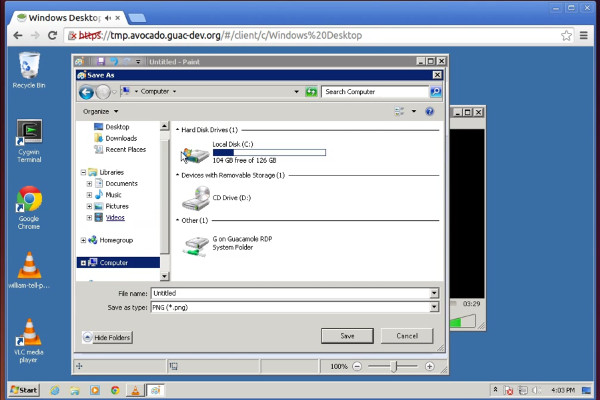 Windows Desktop
https://tmp.avocado.guac-dev.org/#/client/c/Windows%20Desktop
Recycle Bin
Cygwin
Terminal
Google
Chrome
william-tell-p...
VLC media
player
Untitled - Paint
Save As
Computer
Search Computer
Organize
Desktop
Downloads
Recent Places
Libraries
Documents
Music
Pictures
Videos
Homegroup
Computer
Hard Disk Drives (1)
Local Disk (C:)
104 GB free of 126 GB
Devices with Removable Storage (1)
CD Drive (D:)
Other (1)
G on Guacamole RDP
System Folder
File name: Untitled
Save as type: PNG (*.png)
Hide Folders
Save
Cancel
100%
03:29
Start
4:03 PM